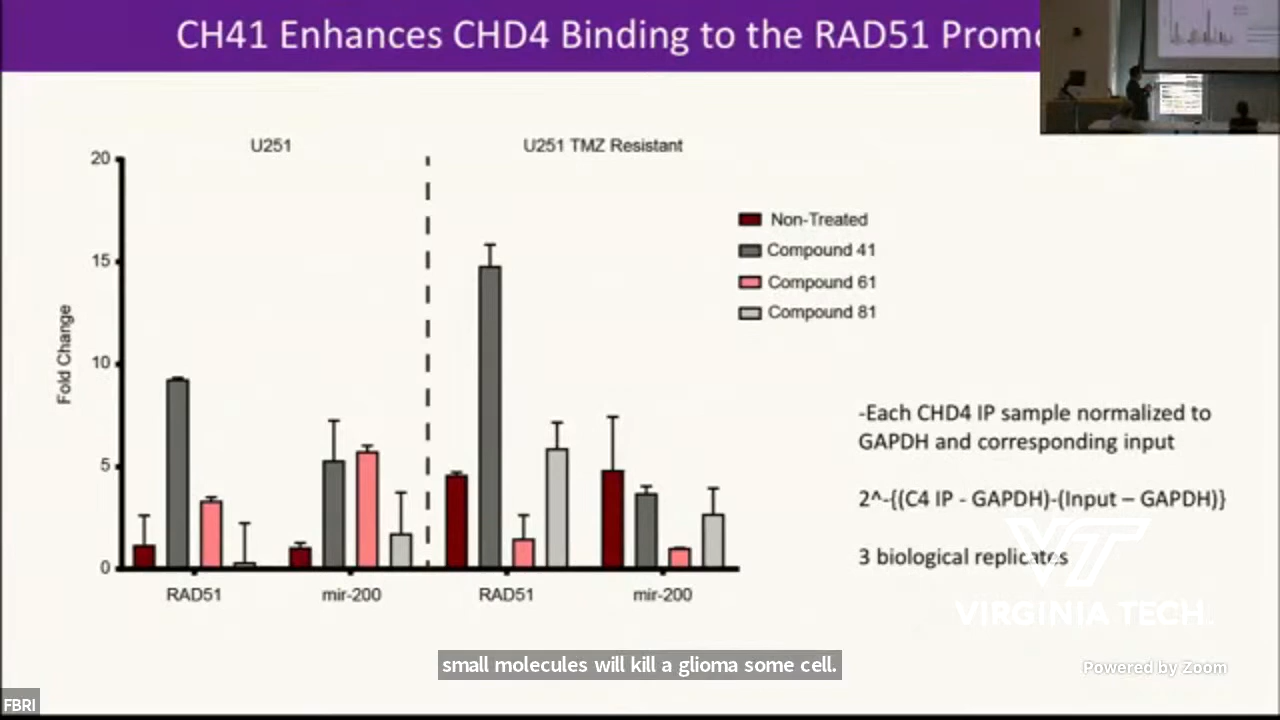 CH41 Enhances CHD4 Binding to the RAD51 Promo
U251
U251 TMZ Resistant
20
15
10
5
0
Fold Change
Non-Treated
Compound 41
Compound 61
Compound 81
RAD51
mir-200
RAD51
mir-200
-Each CHD4 IP sample normalized to
GAPDH and corresponding input
2^-{(C4 IP - GAPDH)-(Input – GAPDH)}
3 biological replicates
VT
VIRGINIA TECH.
small molecules will kill a glioma some cell.
Powered by Zoom
FBRI